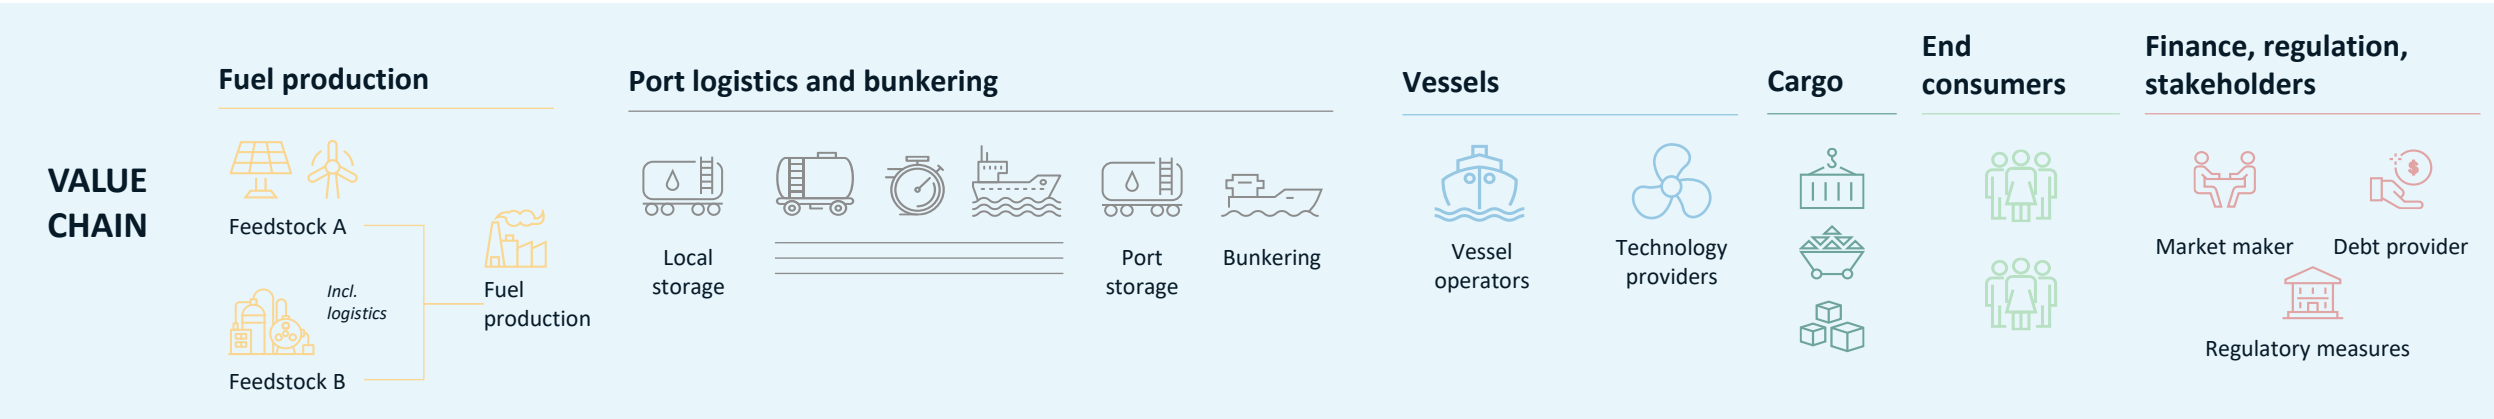 VALUE
CHAIN
Fuel production
Feedstock A
Incl.
logistics
Feedstock B
Fuel
production
Port logistics and bunkering
Local
storage
Port
storage
Bunkering
Vessels
Vessel
operators
Technology
providers
Cargo
End
consumers
Finance, regulation,
stakeholders
$
Market maker
Debt provider
Regulatory measures